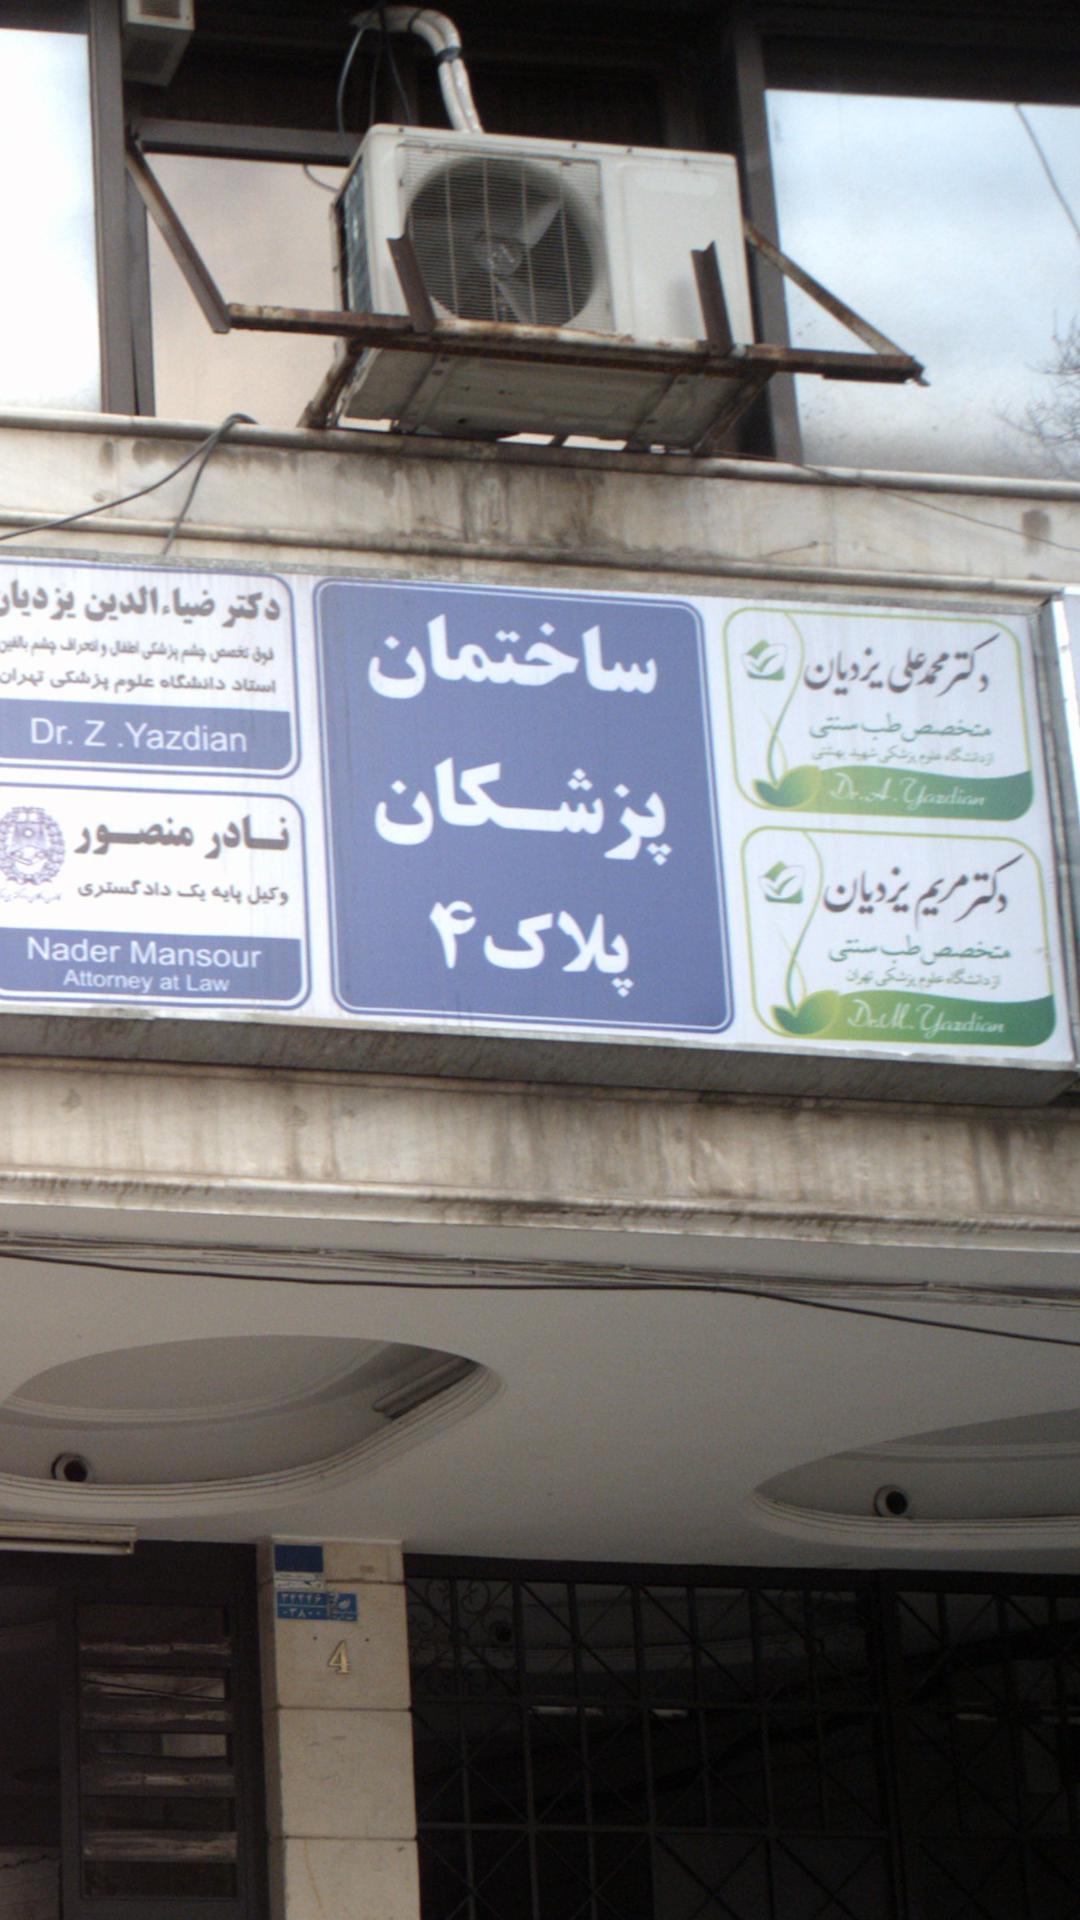 دکتر ضیاءالدین یزدیان
فوق تخصص چشم پزشکی اطفال و انحراف چشم بالغین
استاد دانشگاه علوم پزشکی تهران
Dr. Z .Yazdian
نادر منصور
وکیل پایه یک دادگستری
Nader Mansour
Attorney at Law
ساختمان
پزشکان
پلاک ۴
دکتر محمدعلی یزدیان
متخصص طب سنتی
از دانشگاه علوم پزشکی شهید بهشتی
Dr. A. Yazdian
دکتر مریم یزدیان
متخصص طب سنتی
از دانشگاه علوم پزشکی تهران
Dr.M. Yazdian
4